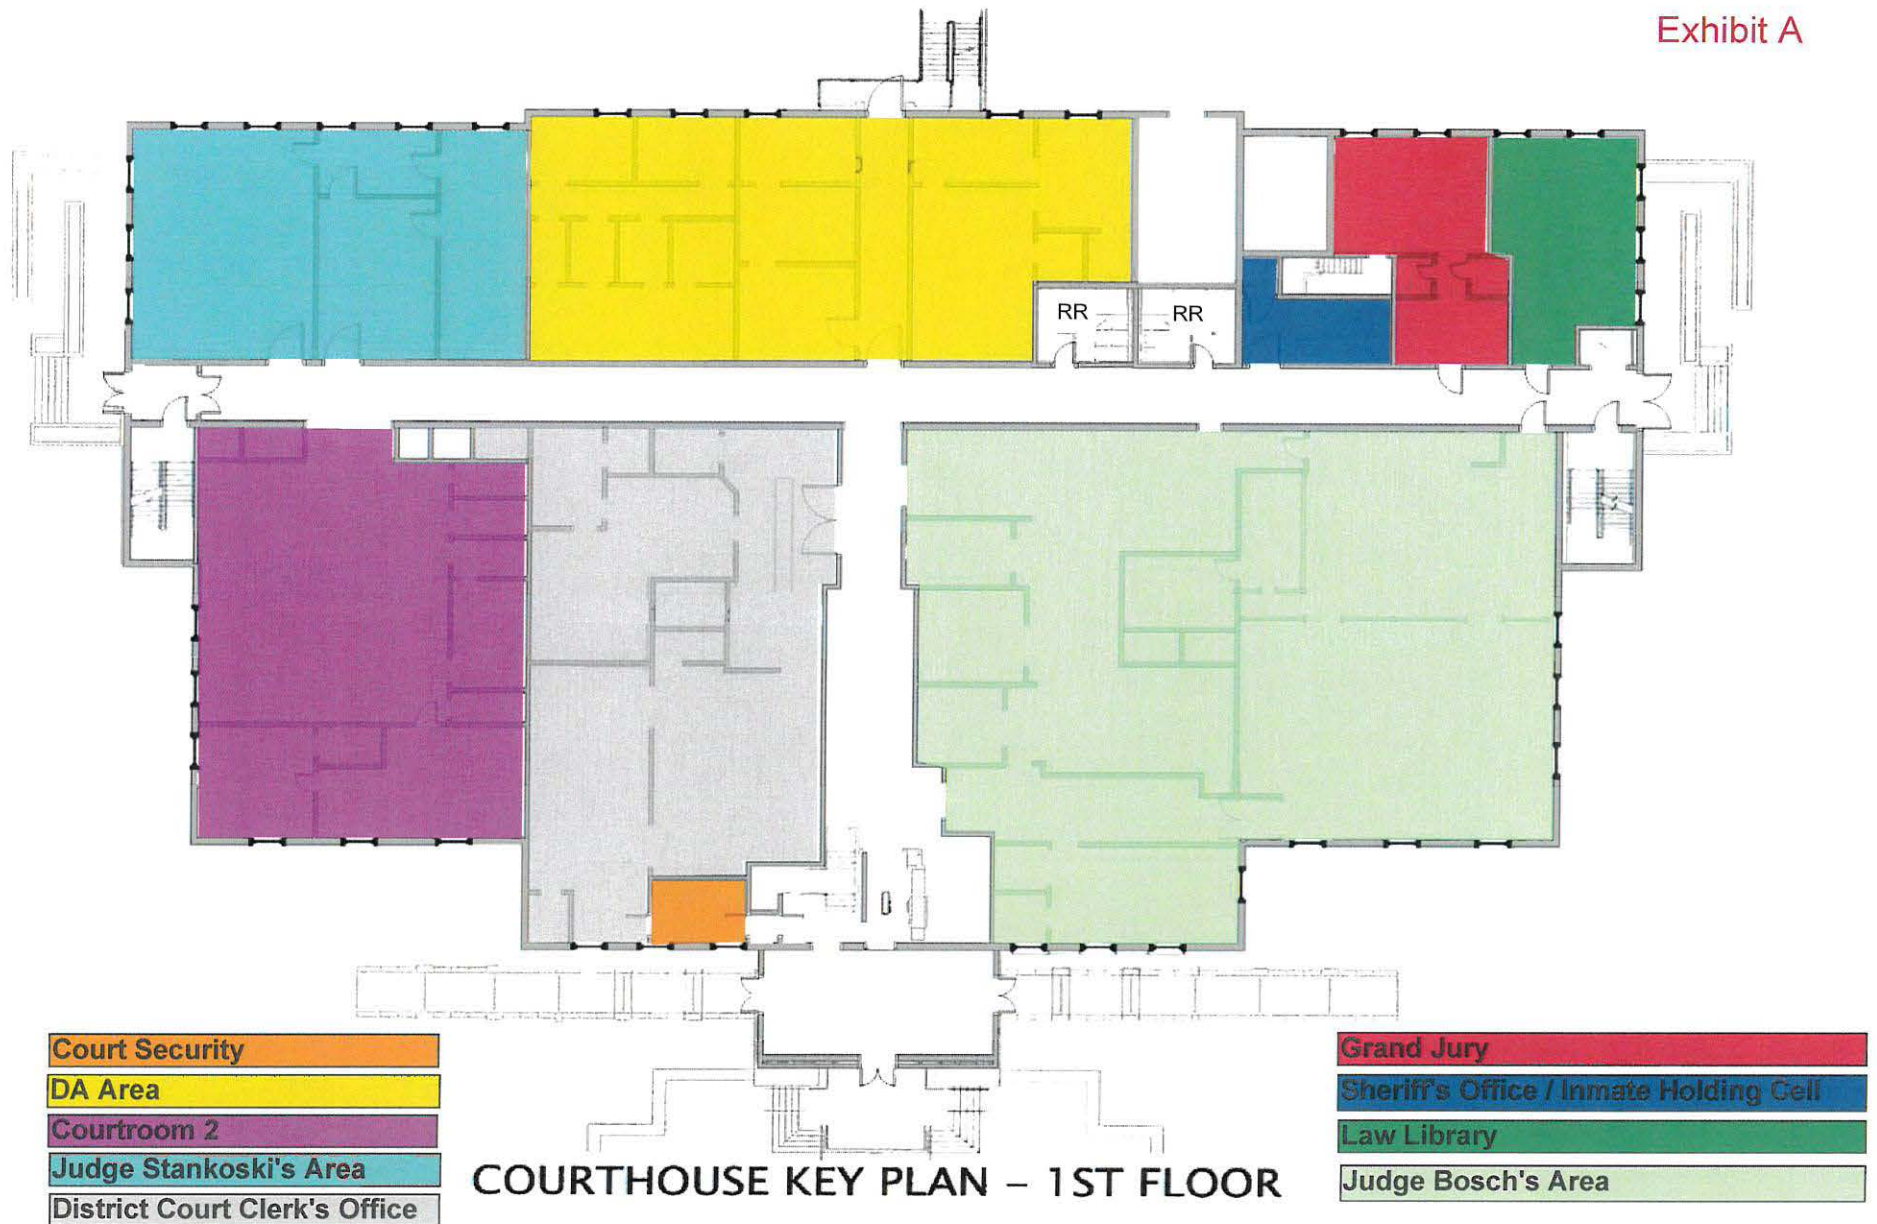 Exhibit A
RR
RR
Court Security
DA Area
Courtroom 2
Judge Stankoski's Area
District Court Clerk's Office
COURTHOUSE KEY PLAN – 1ST FLOOR
Grand Jury
Sheriff's Office / Inmate Holding Cell
Law Library
Judge Bosch's Area